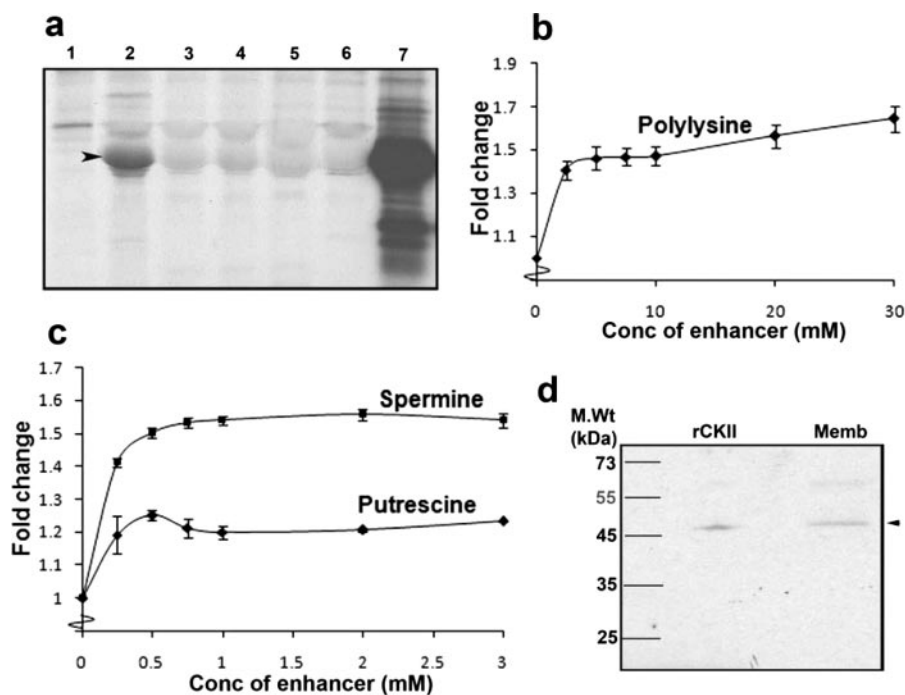 a
1 2 3 4 5 6 7
b
1.9
1.7
1.5
1.3
1.1
Fold change
Polylysine
0 10 20 30
Conc of enhancer (mM)
c
1.7
1.6
1.5
1.4
1.3
1.2
1.1
1
Fold change
Spermine
Putrescine
0 0.5 1 1.5 2 2.5 3
Conc of enhancer (mM)
d
M.Wt
(kDa)
rCKII Memb
73
55
45
35
25